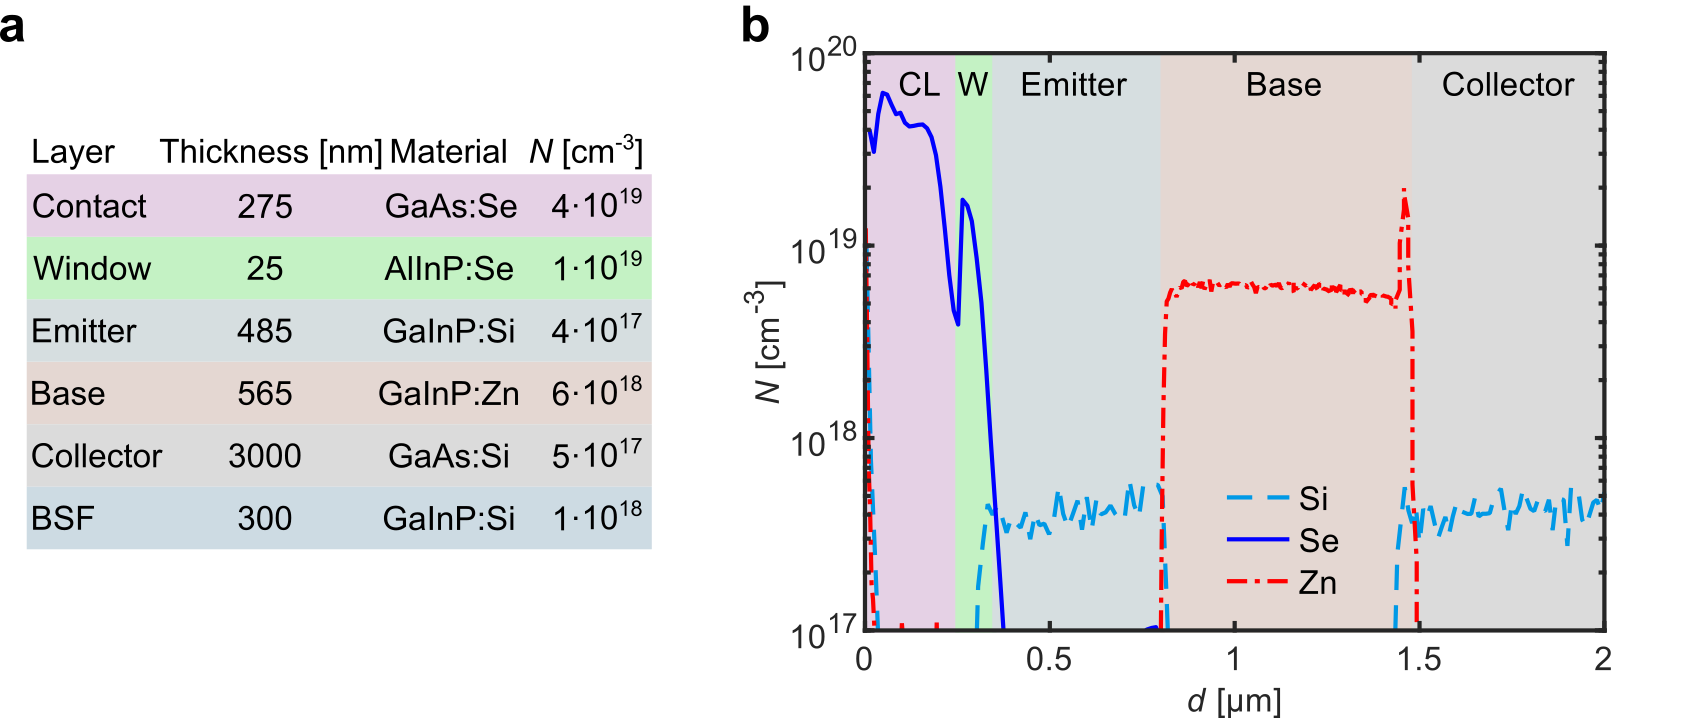 a
Layer Thickness [nm] Material N [cm⁻³]
Contact 275 GaAs:Se 4·10¹⁹
Window 25 AlInP:Se 1·10¹⁹
Emitter 485 GaInP:Si 4·10¹⁷
Base 565 GaInP:Zn 6·10¹⁸
Collector 3000 GaAs:Si 5·10¹⁷
BSF 300 GaInP:Si 1·10¹⁸
b
CL W Emitter Base Collector
10²⁰
10¹⁹
10¹⁸
10¹⁷
N [cm⁻³]
Si
Se
Zn
0 0.5 1 1.5 2
d [µm]